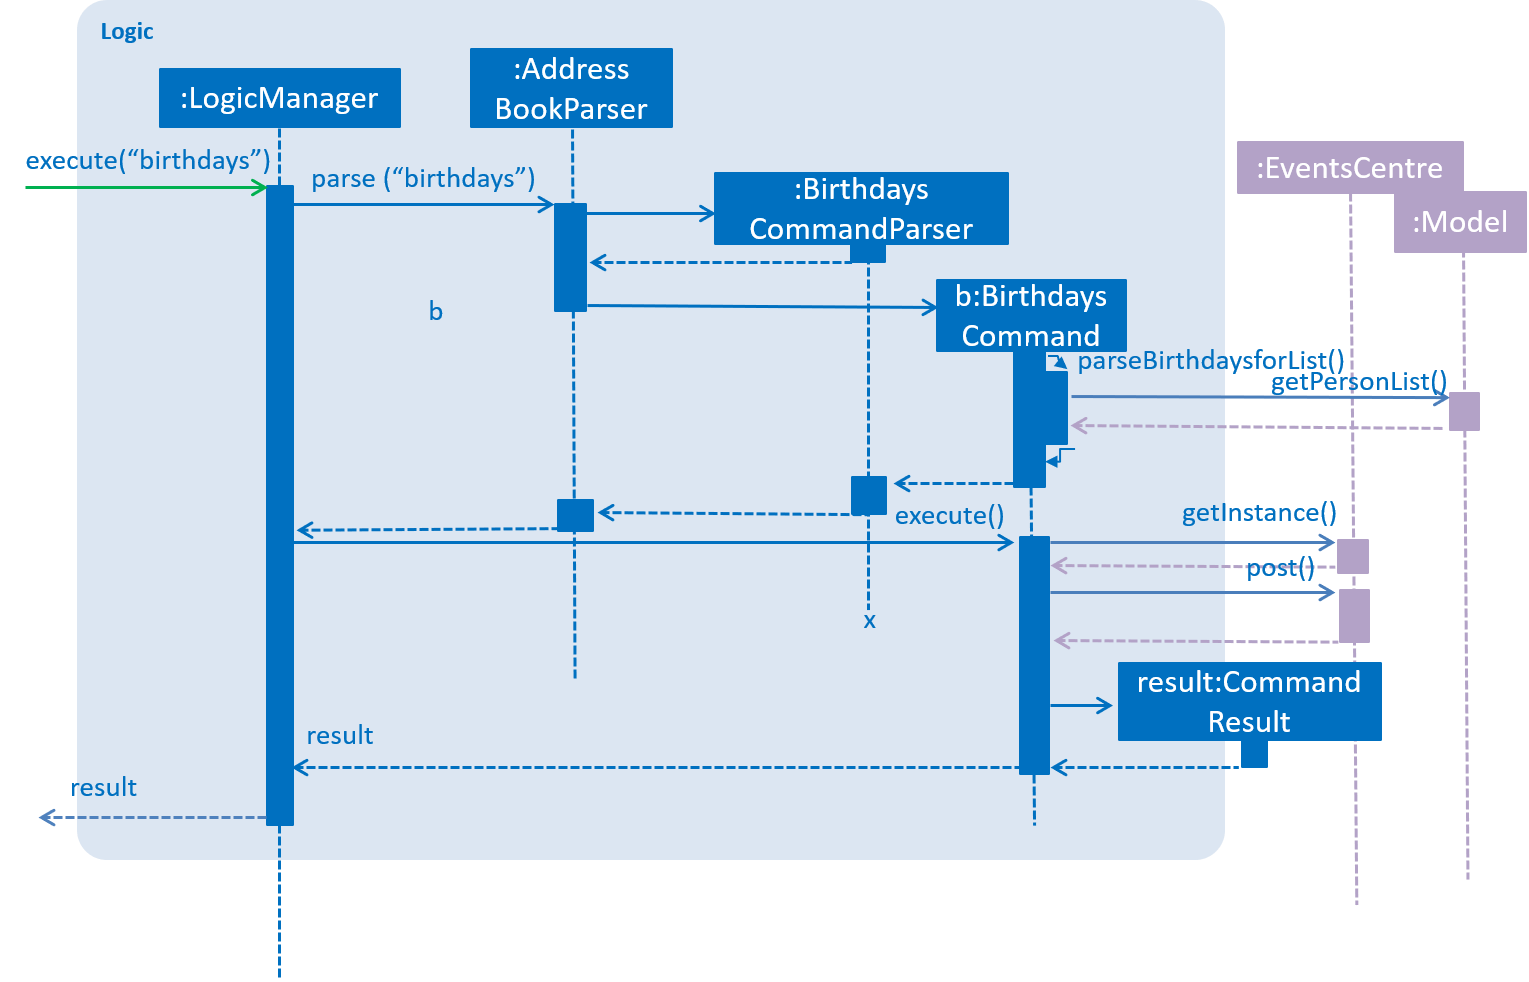 Logic
:LogicManager
:Address
BookParser
execute(“birthdays”)
parse (“birthdays”)
:Birthdays
CommandParser
:EventsCentre
:Model
b
b:Birthdays
Command
parseBirthdaysforList()
getPersonList()
execute()
getInstance()
post()
x
result:Command
Result
result
result